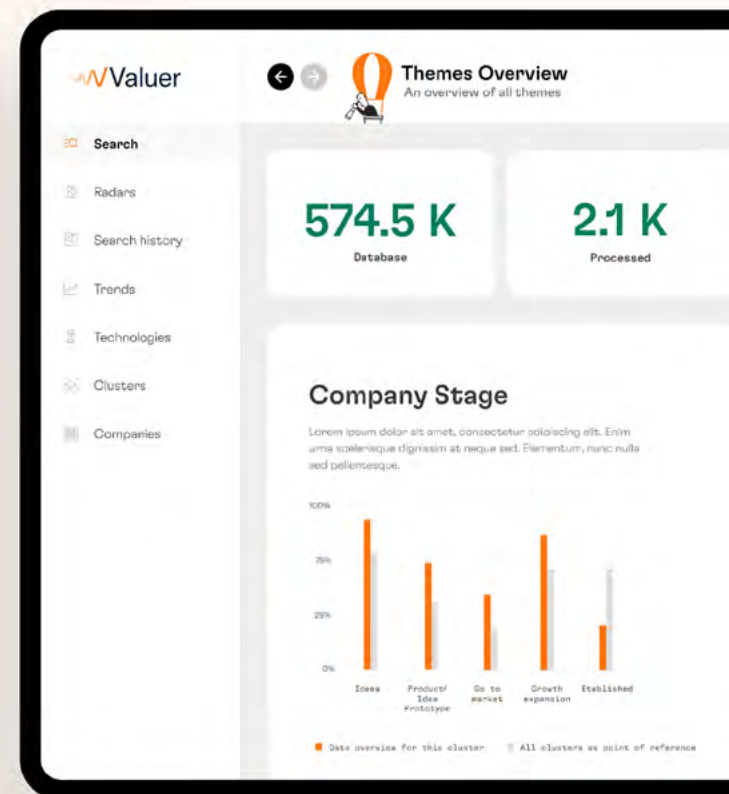 Valuer
Themes Overview
An overview of all themes
Search
Radars
Search history
Trends
Technologies
Clusters
Companies
574.5 K
Database
2.1 K
Processed
Company Stage
Lorem ipsum dolor sit amet, consectetur adipiscing elit. Enim
urna scelerisque dignissim at neque sed. Elementum, nunc nulla
sed pellentesque.
100%
75%
25%
0%
Ideea
Product/
Idea
Prototype
Go to
market
Growth
expansion
Etablished
Data overview for this cluster
All clusters as point of reference